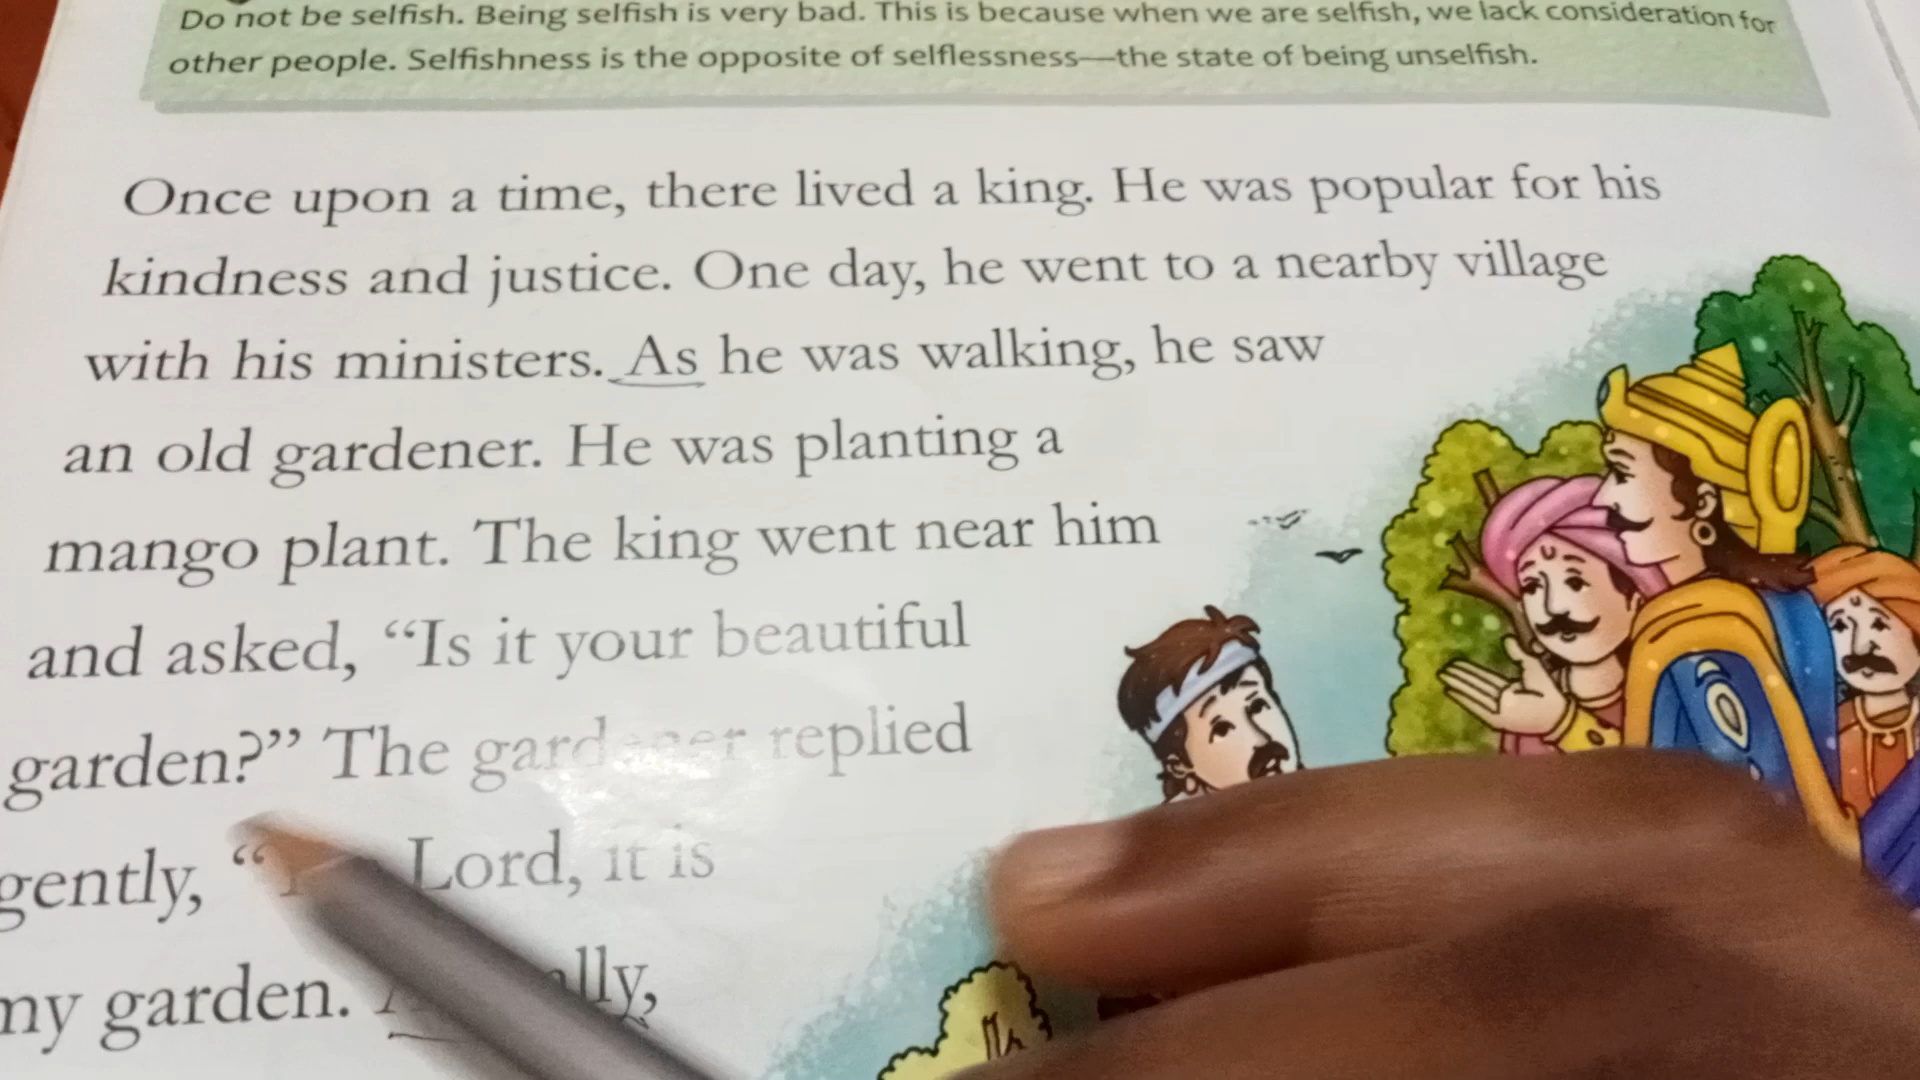 Do not be selfish. Being selfish is very bad. This is because when we are selfish, we lack consideration for
other people. Selfishness is the opposite of selflessness—the state of being unselfish.
Once upon a time, there lived a king. He was popular for his
kindness and justice. One day, he went to a nearby village
with his ministers. As he was walking, he saw
an old gardener. He was planting a
mango plant. The king went near him
and asked, “Is it your beautiful
garden?” The gardener replied
gently, “ Lord, it is
my garden.